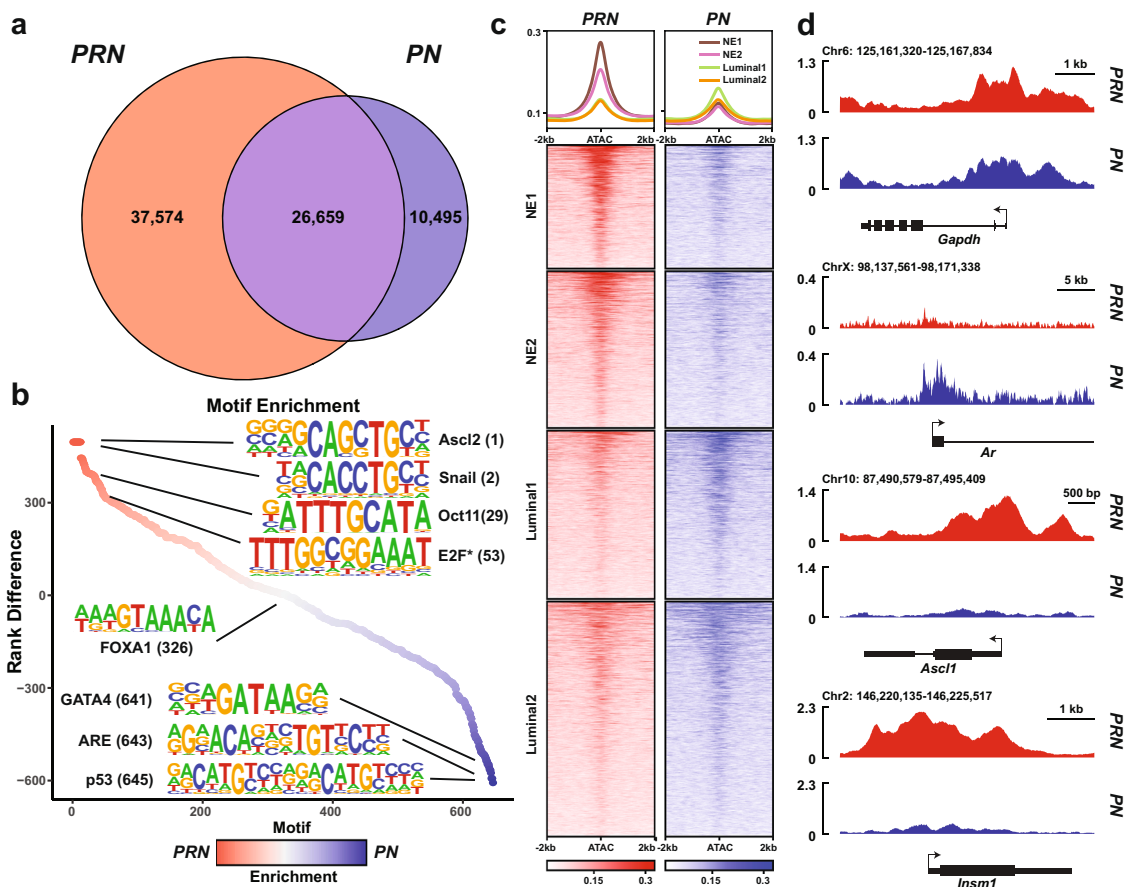 a
PRN
PN
37,574
26,659
10,495
b
Motif Enrichment
Ascl2 (1)
Snail (2)
Oct11(29)
E2F* (53)
FOXA1 (326)
GATA4 (641)
ARE (643)
p53 (645)
Rank Difference
300
0
−300
−600
0
200
400
600
Motif
PRN
PN
Enrichment
c
PRN
PN
0.3
0.1
NE1
NE2
Luminal1
Luminal2
-2kb
ATAC
2kb
-2kb
ATAC
2kb
NE1
NE2
Luminal1
Luminal2
-2kb
ATAC
2kb
-2kb
ATAC
2kb
0.15
0.3
0.15
0.3
d
Chr6: 125,161,320-125,167,834
1 kb
1.3
0
PRN
1.3
0
PN
Gapdh
ChrX: 98,137,561-98,171,338
5 kb
0.4
0
PRN
0.4
0
PN
Ar
Chr10: 87,490,579-87,495,409
500 bp
1.4
0
PRN
1.4
0
PN
Ascl1
Chr2: 146,220,135-146,225,517
1 kb
2.3
0
PRN
2.3
0
PN
Insm1